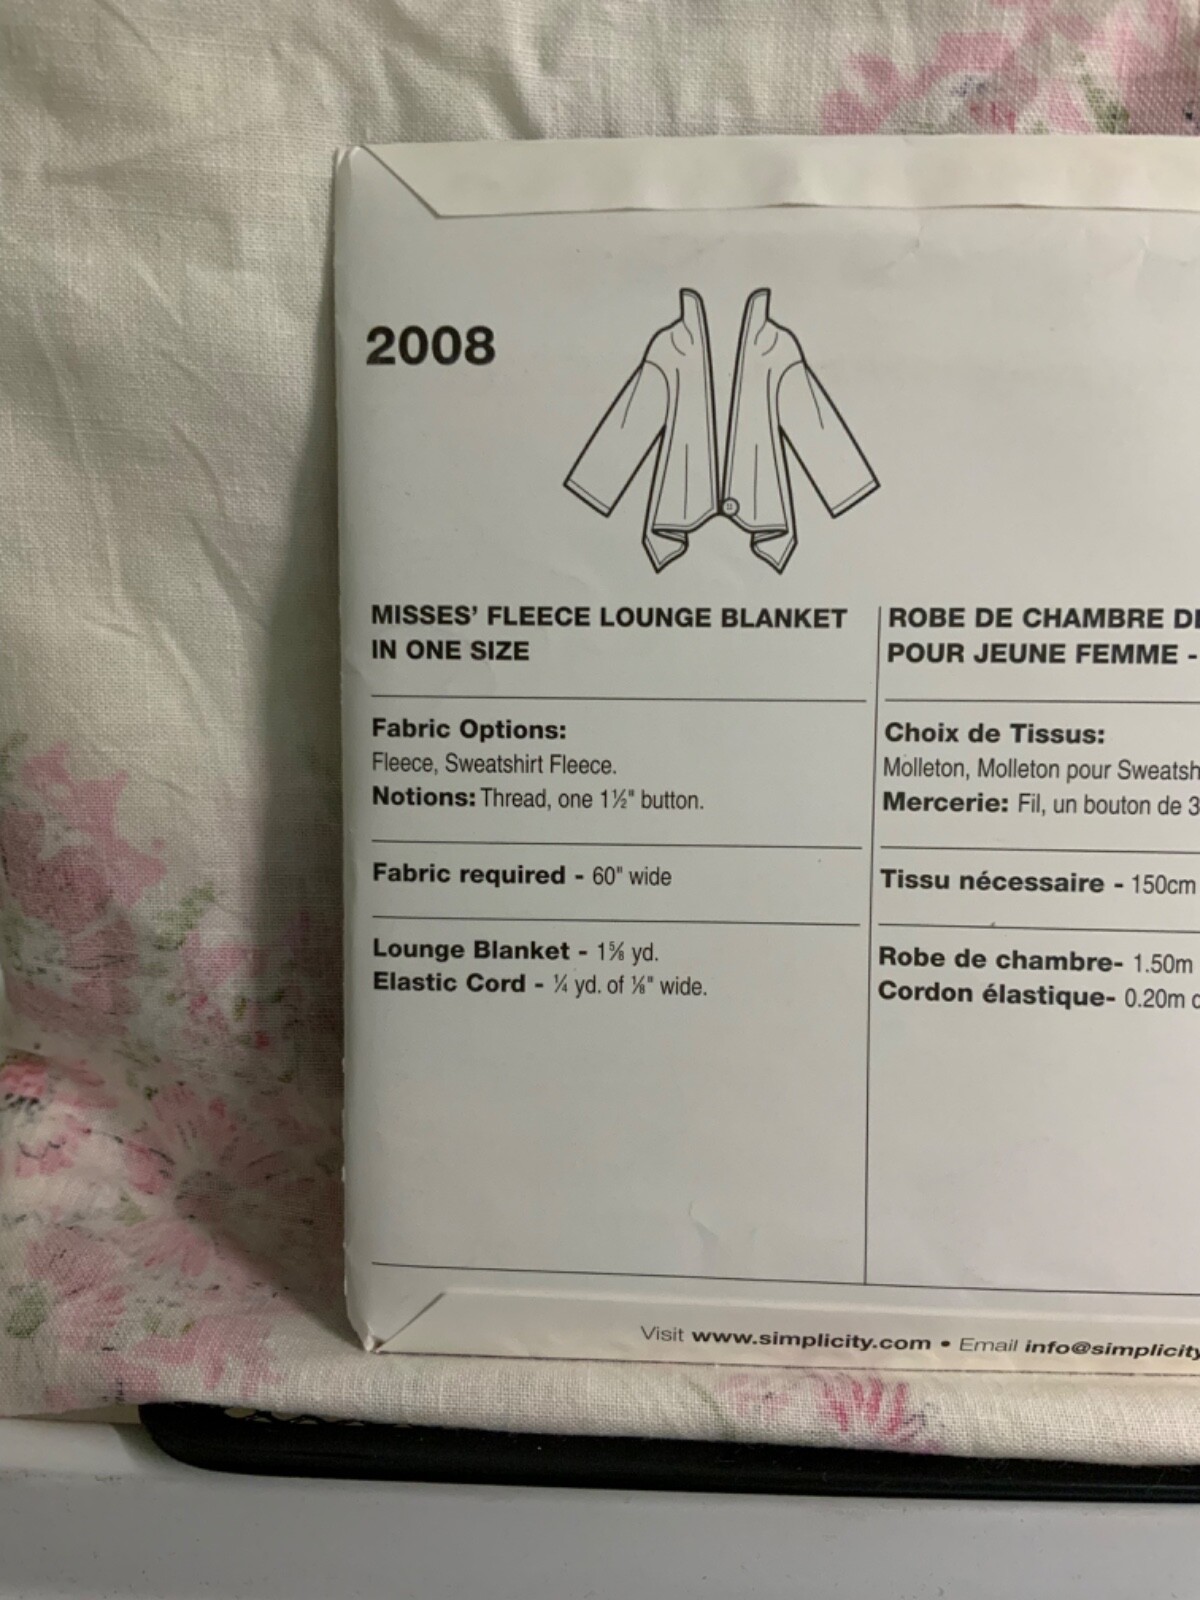 2008
MISSES' FLEECE LOUNGE BLANKET
IN ONE SIZE
Fabric Options:
Fleece, Sweatshirt Fleece.
Notions: Thread, one 1½" button.
Fabric required - 60" wide
Lounge Blanket - 1⅝ yd.
Elastic Cord - ¼ yd. of ⅛" wide.
ROBE DE CHAMBRE
POUR JEUNE FEMME -
Choix de Tissus:
Molleton, Molleton pour
Mercerie: Fil, un bouton de
Tissu nécessaire - 150cm
Robe de chambre- 1.50m
Cordon élastique- 0.20m
Visit www.simplicity.com • Email info@simplicity